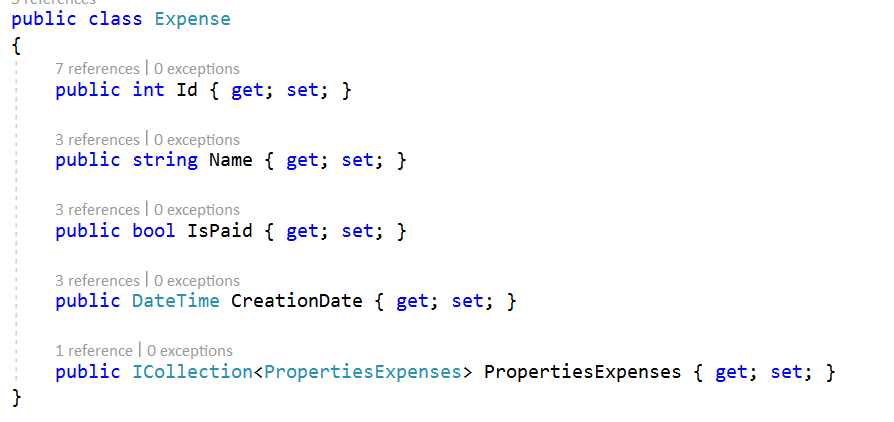 public class Expense
{
7 references | 0 exceptions
public int Id { get; set; }
3 references | 0 exceptions
public string Name { get; set; }
3 references | 0 exceptions
public bool IsPaid { get; set; }
3 references | 0 exceptions
public DateTime CreationDate { get; set; }
1 reference | 0 exceptions
public ICollection<PropertiesExpenses> PropertiesExpenses { get; set; }
}